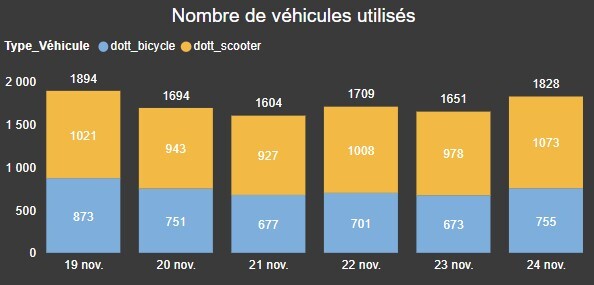 Nombre de véhicules utilisés
Type_Véhicule dott_bicycle dott_scooter
2 000 1894 1694 1604 1709 1651 1828
1 500
1021 943 927 1008 978 1073
1 000
500
873 751 677 701 673 755
0
19 nov. 20 nov. 21 nov. 22 nov. 23 nov. 24 nov.